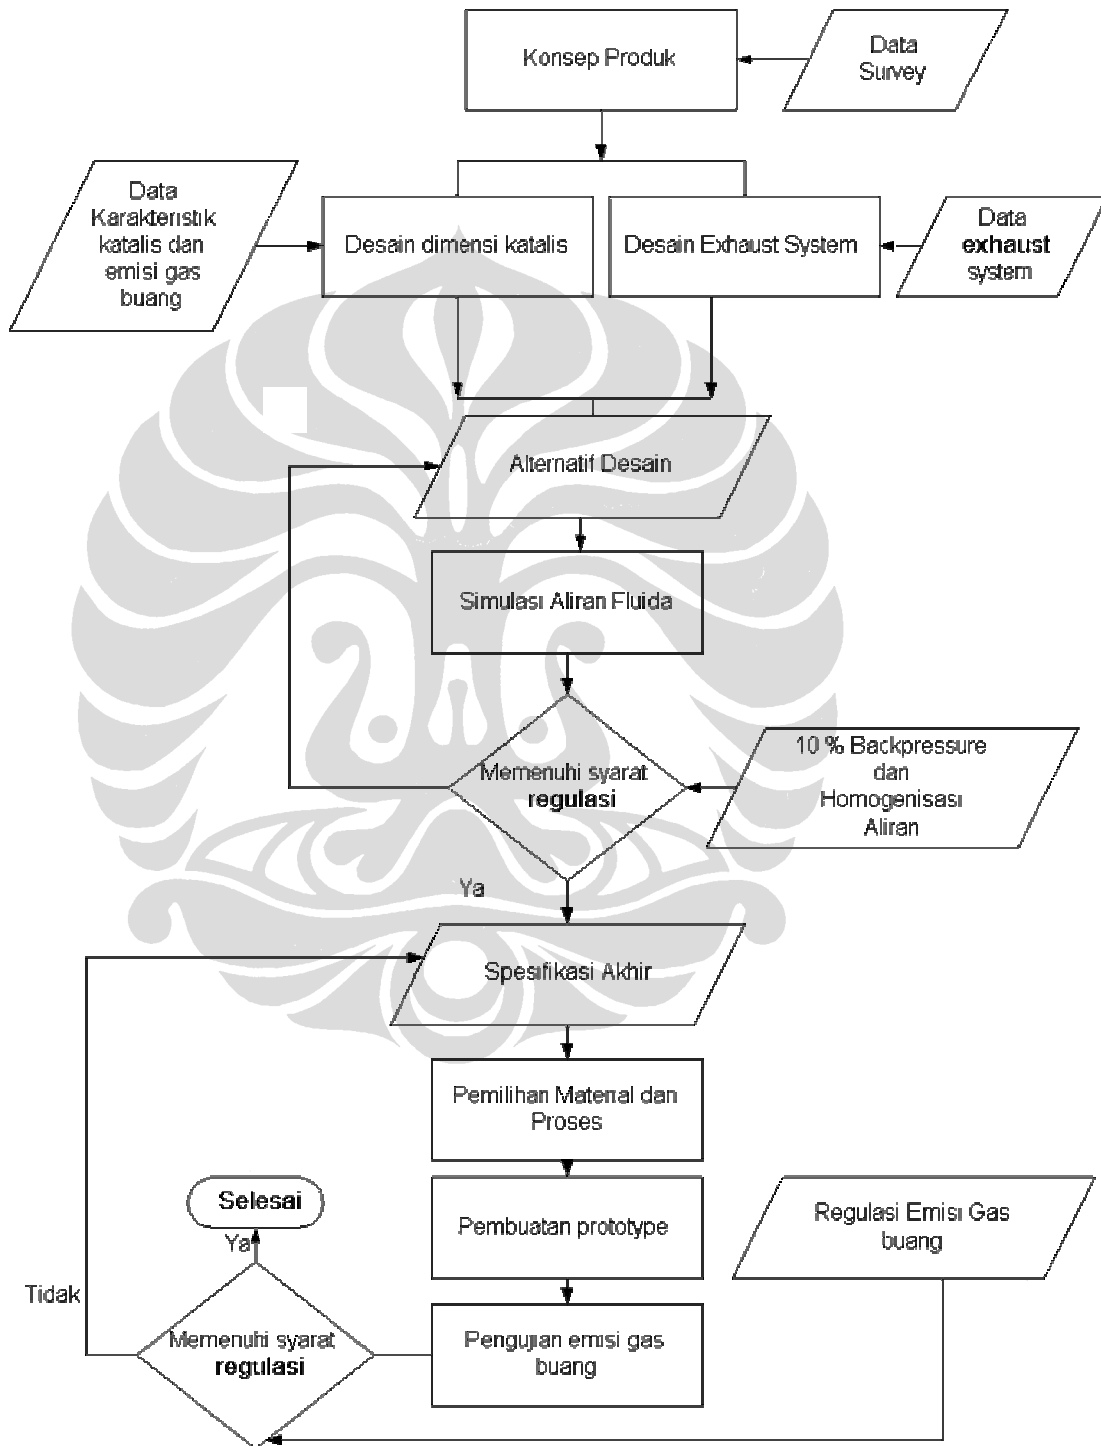 Konsep Produk
Data
Survey
Data
Karakteristik
katalis dan
emisi gas
buang
Desain dimensi katalis
Desain Exhaust System
Data
exhaust
system
Alternatif Desain
Simulasi Aliran Fluida
Memenuhi syarat
regulasi
10 % Backpressure
dan
Homogenisasi
Aliran
Ya
Spesifikasi Akhir
Pemilihan Material dan
Proses
Selesai
Pembuatan prototype
Regulasi Emisi Gas
buang
Ya
Tidak
Memenuhi syarat
regulasi
Pengujian emisi gas
buang